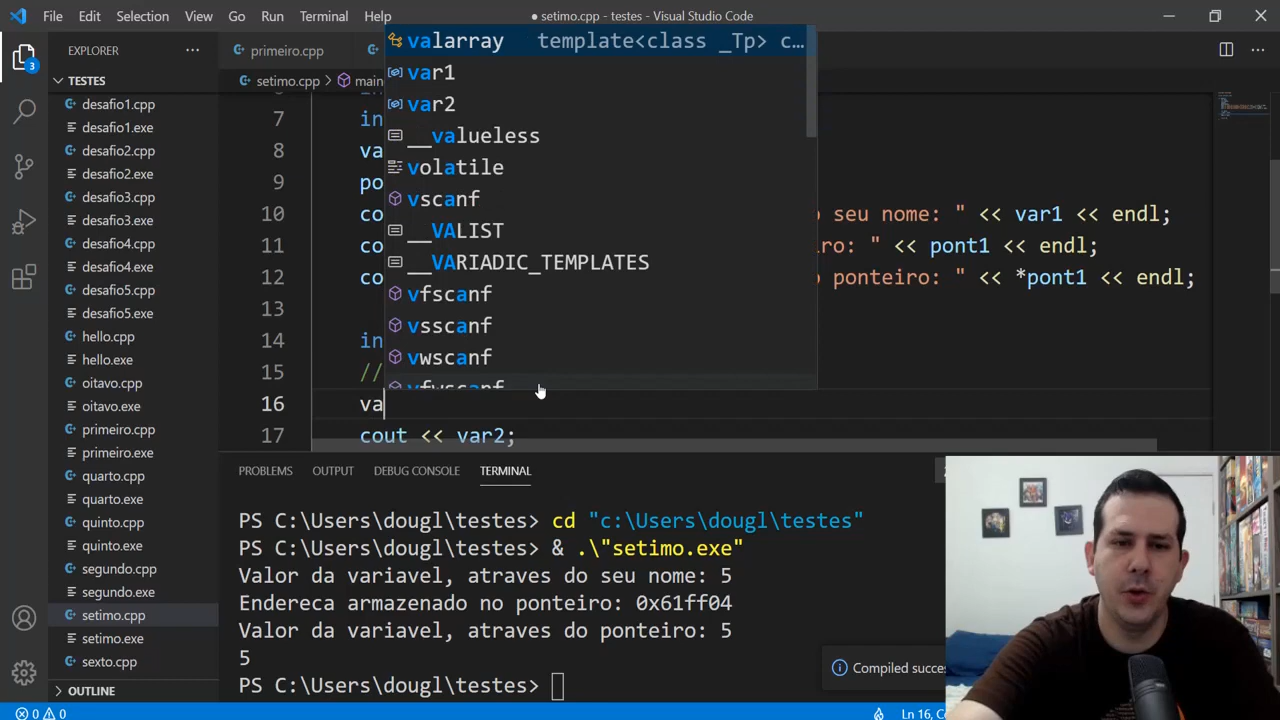 File Edit Selection View Go Run Terminal Help
● setimo.cpp - testes - Visual Studio Code
EXPLORER ...
primeiro.cpp
TESTES
setimo.cpp > main
desafio1.cpp
desafio1.exe
desafio2.cpp
desafio2.exe
desafio3.cpp
desafio3.exe
desafio4.cpp
desafio4.exe
desafio5.cpp
desafio5.exe
hello.cpp
hello.exe
oitavo.cpp
oitavo.exe
primeiro.cpp
primeiro.exe
quarto.cpp
quarto.exe
quinto.cpp
quinto.exe
segundo.cpp
segundo.exe
setimo.cpp
setimo.exe
sexto.cpp
OUTLINE
3
valarray template<class _Tp> c...
var1
var2
__valueless
volatile
vscanf
__VALIST
__VARIADIC_TEMPLATES
vfscanf
vsscanf
vwscanf
vfwscanf
7 in
8 va
9 po
10 co o seu nome: " << var1 << endl;
11 co iro: " << pont1 << endl;
12 co o ponteiro: " << *pont1 << endl;
13
14 in
15 //
16 va
17 cout << var2;
PROBLEMS OUTPUT DEBUG CONSOLE TERMINAL
PS C:\Users\dougl\testes> cd "c:\Users\dougl\testes"
PS C:\Users\dougl\testes> & .\"setimo.exe"
Valor da variavel, atraves do seu nome: 5
Endereca armazenado no ponteiro: 0x61ff04
Valor da variavel, atraves do ponteiro: 5
5
PS C:\Users\dougl\testes>
Compiled succe
0 0
Ln 16, C